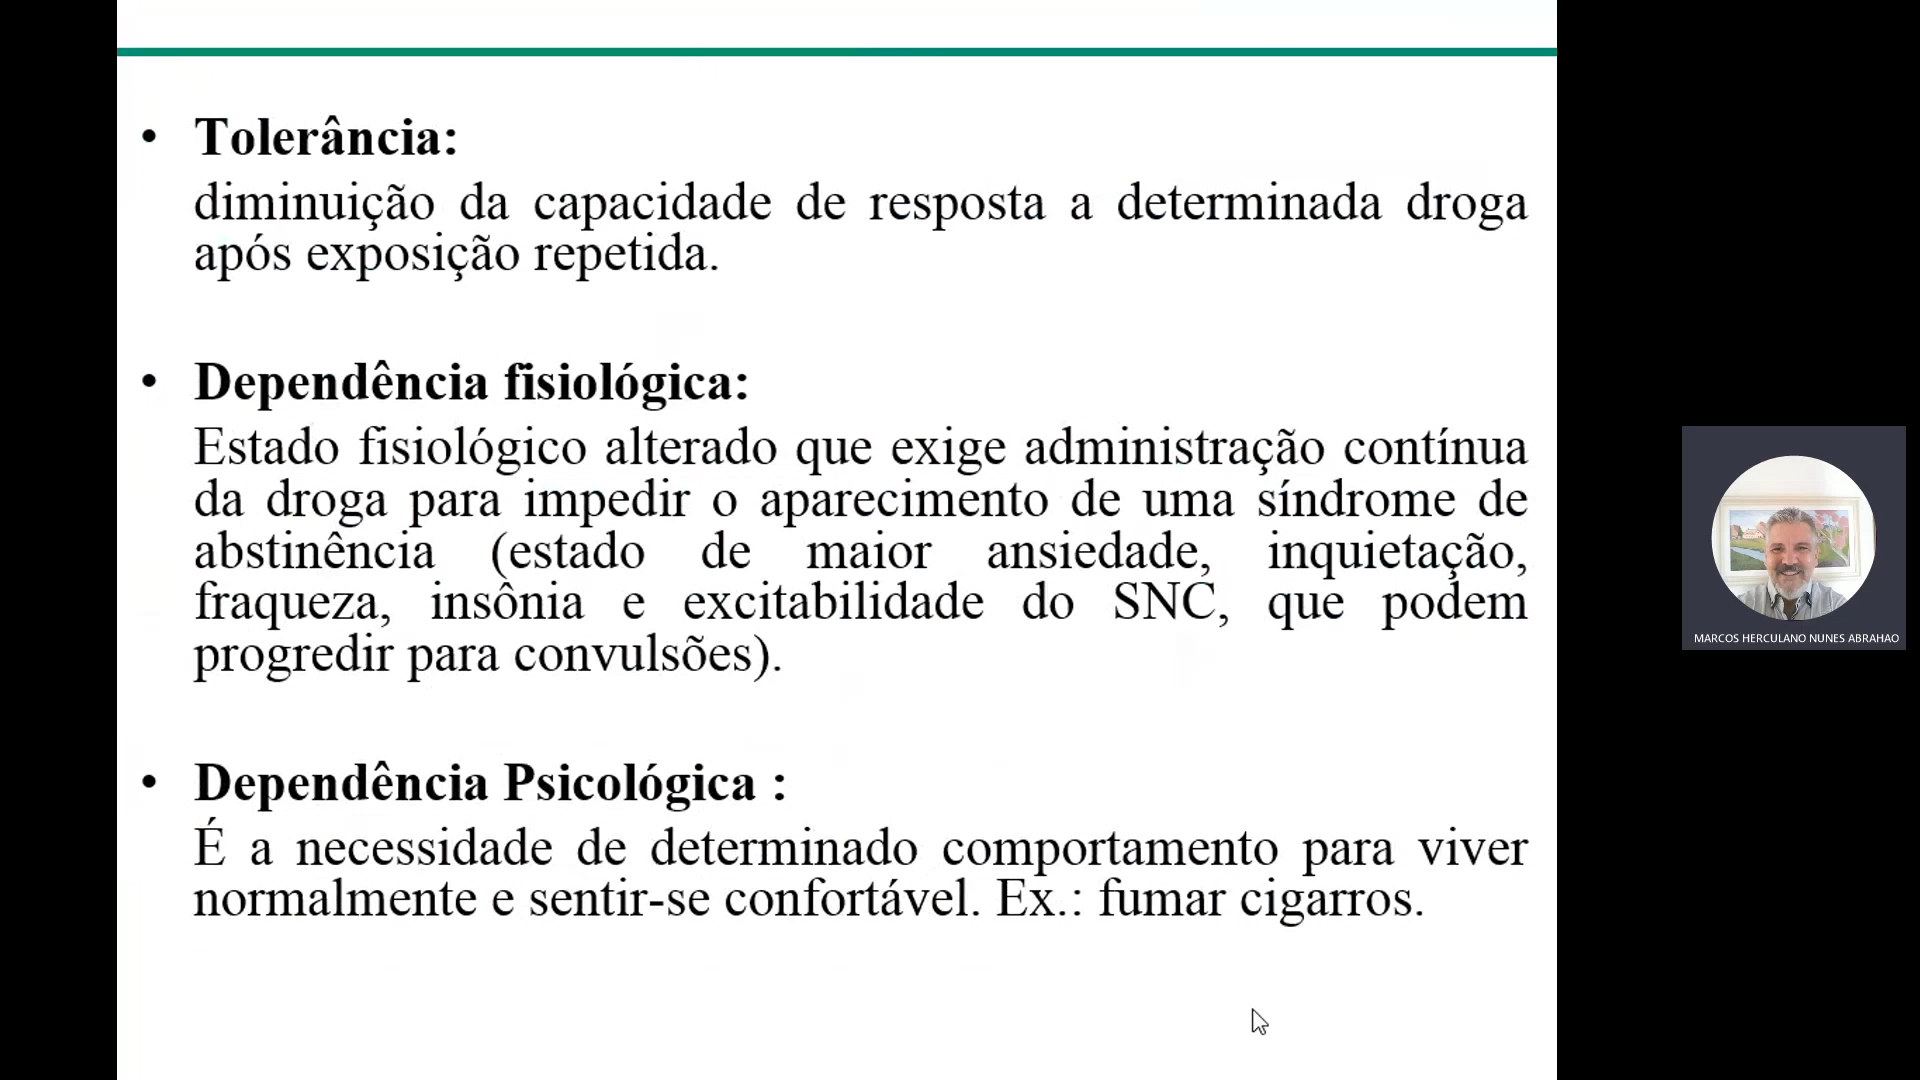 • Tolerância:
diminuição da capacidade de resposta a determinada droga
após exposição repetida.
• Dependência fisiológica:
Estado fisiológico alterado que exige administração contínua
da droga para impedir o aparecimento de uma síndrome de
abstinência (estado de maior ansiedade, inquietação,
fraqueza, insônia e excitabilidade do SNC, que podem
progredir para convulsões).
• Dependência Psicológica :
É a necessidade de determinado comportamento para viver
normalmente e sentir-se confortável. Ex.: fumar cigarros.
MARCOS HERCULANO NUNES ABRAHAO